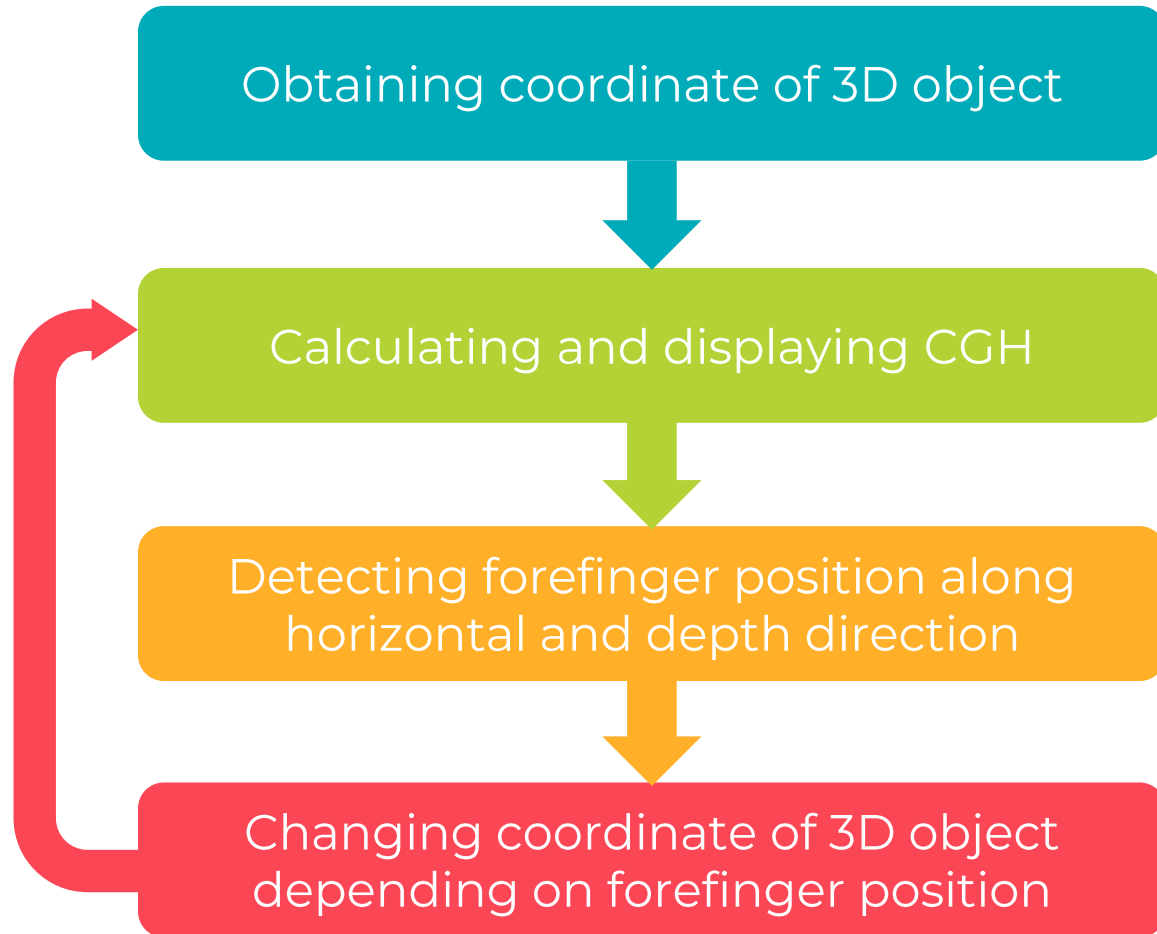 Obtaining coordinate of 3D object
Calculating and displaying CGH
Detecting forefinger position along
horizontal and depth direction
Changing coordinate of 3D object
depending on forefinger position